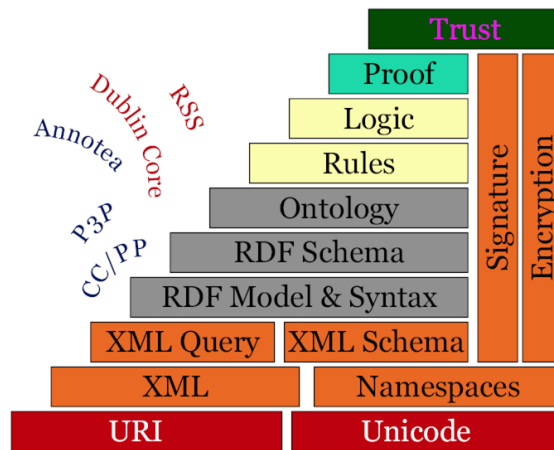 Trust
Proof
Logic
Rules
Ontology
RDF Schema
RDF Model & Syntax
XML Query
XML Schema
XML
Namespaces
URI
Unicode
Signature
Encryption
RSS
Dublin Core
Annotea
P3P
CC/PP